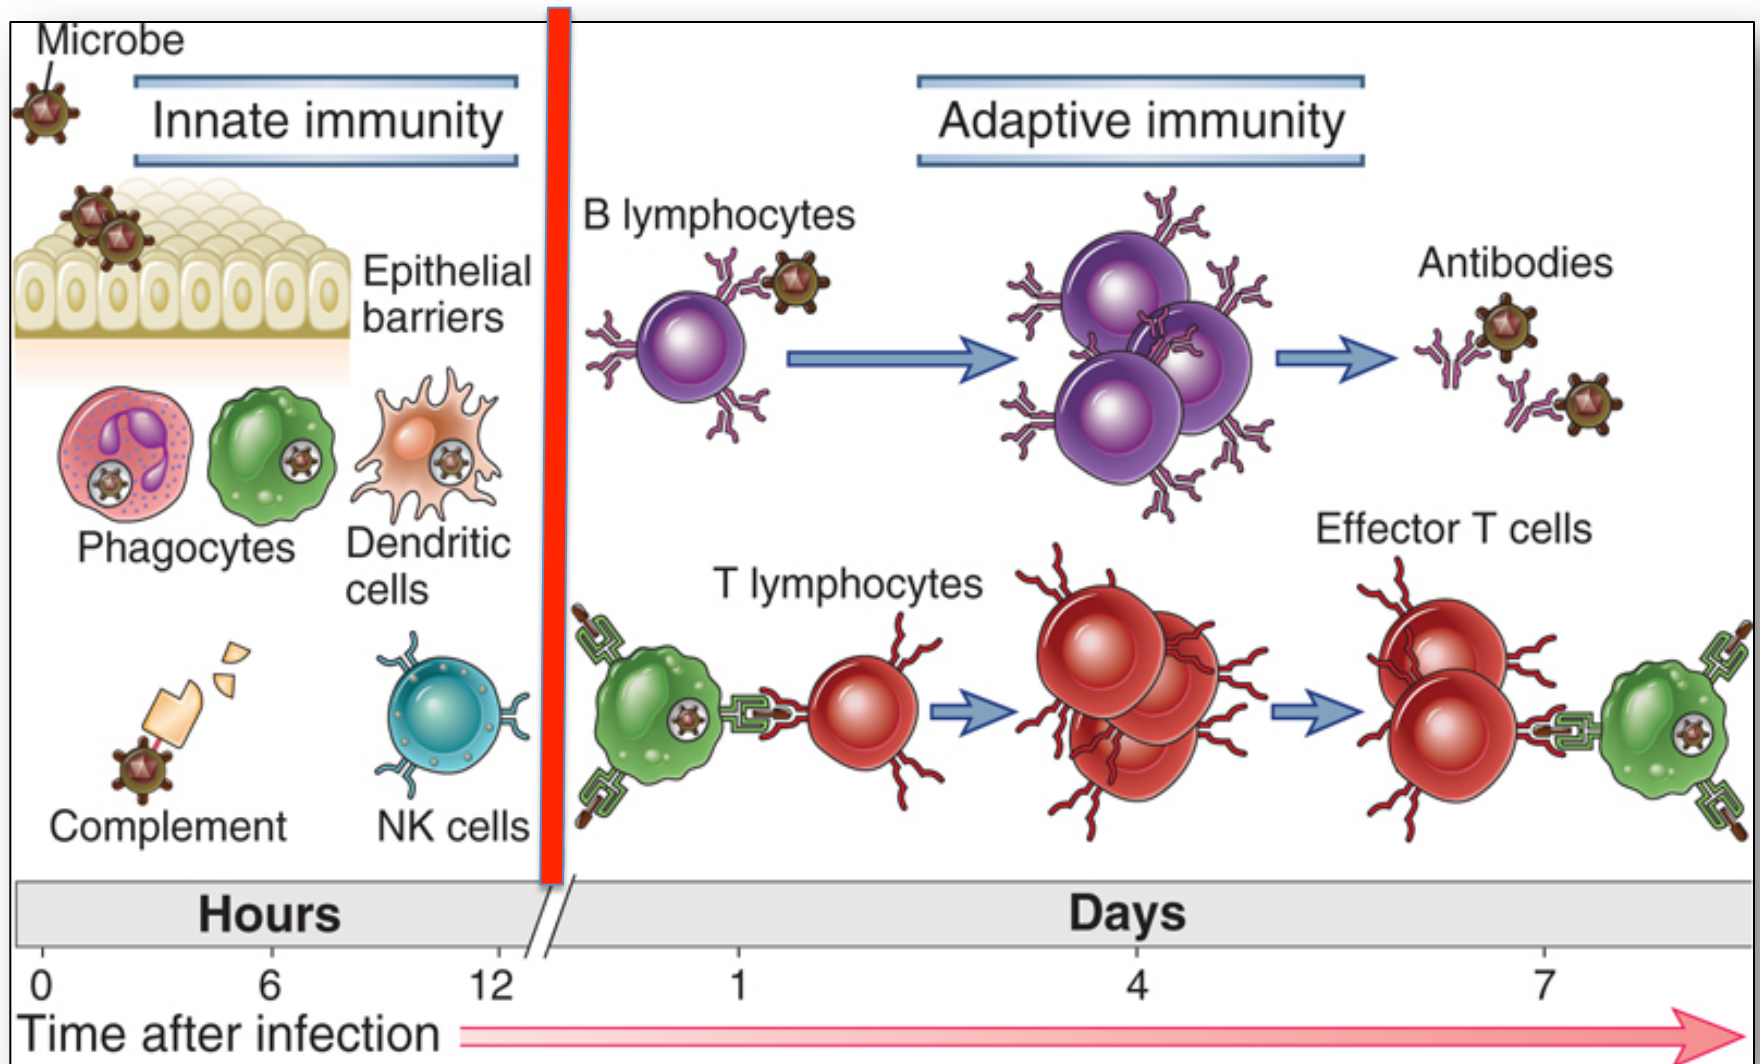 Microbe
Innate immunity
Epithelial
barriers
Phagocytes
Dendritic
cells
Complement
NK cells
Adaptive immunity
B lymphocytes
Antibodies
T lymphocytes
Effector T cells
Hours
Days
0 6 12 1 4 7
Time after infection